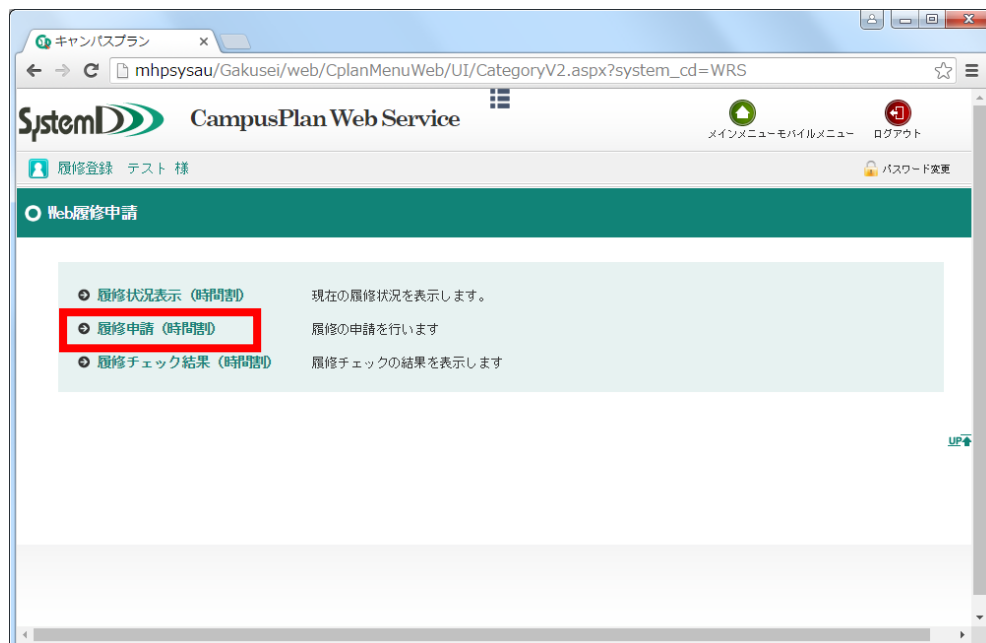 キャンパスプラン
mhpsysau/Gakusei/web/CplanMenuWeb/UI/CategoryV2.aspx?system_cd=WRS
SystemD CampusPlan Web Service
メインメニュー モバイルメニュー ログアウト
履修登録 テスト 様 パスワード変更
Web履修申請
履修状況表示（時間割） 現在の履修状況を表示します。
履修申請（時間割） 履修の申請を行います
履修チェック結果（時間割） 履修チェックの結果を表示します
UP